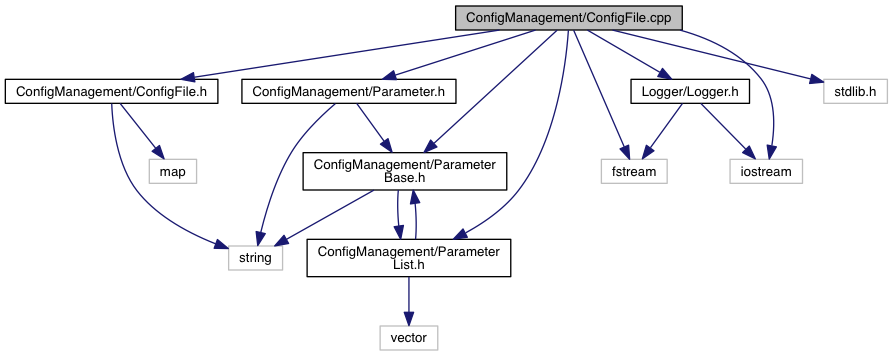 ConfigManagement/ConfigFile.cpp
ConfigManagement/ConfigFile.h
ConfigManagement/Parameter.h
Logger/Logger.h
stdlib.h
map
ConfigManagement/Parameter
Base.h
fstream
iostream
string
ConfigManagement/Parameter
List.h
vector